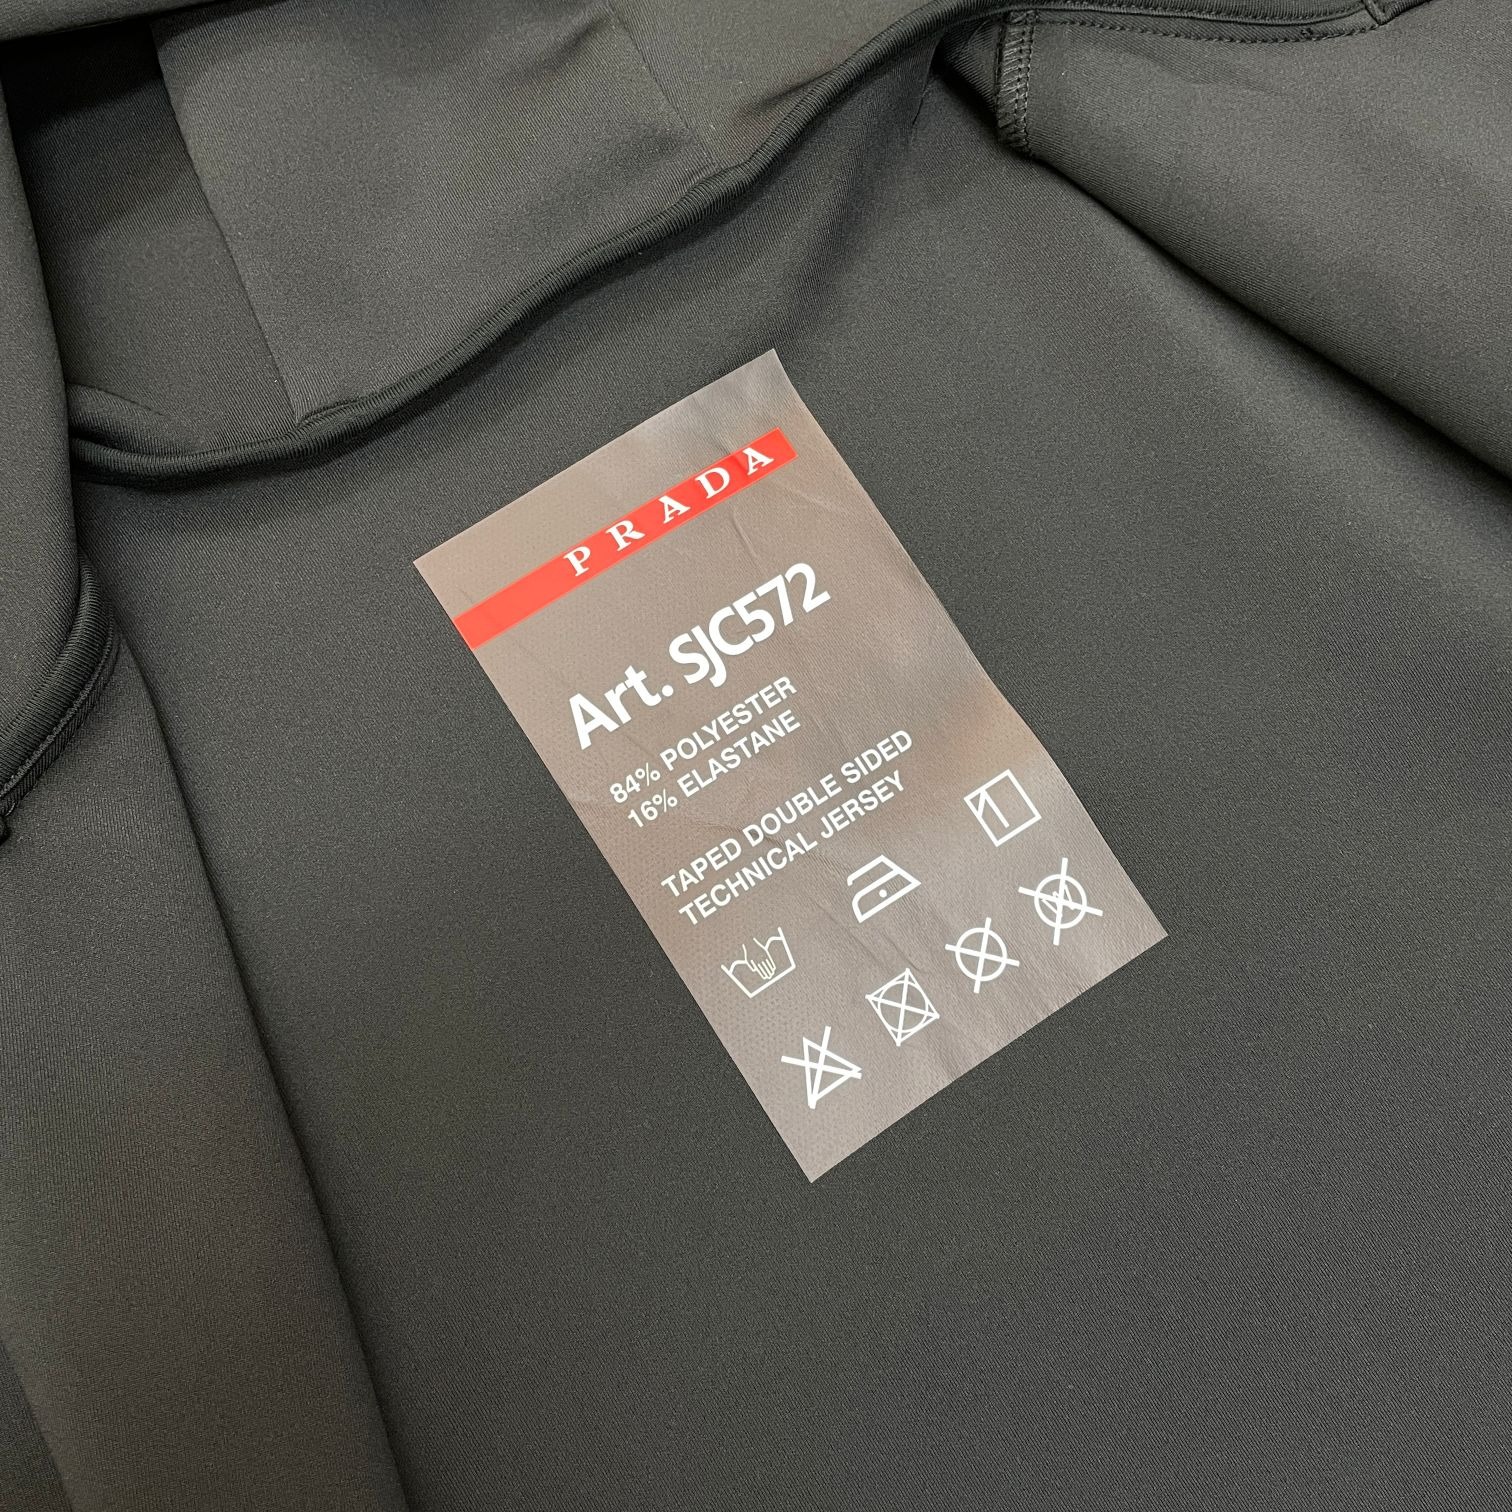 PRADA
Art. SJC572
84% POLYESTER
16% ELASTANE
TAPED DOUBLE SIDED
TECHNICAL JERSEY